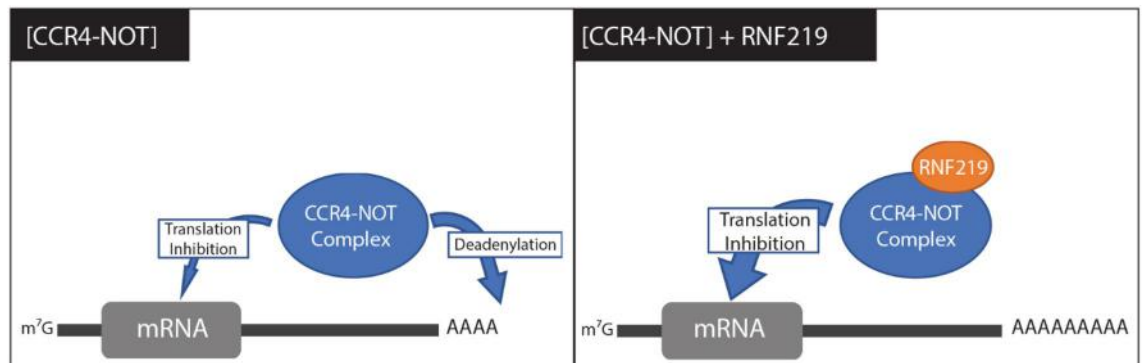 [CCR4-NOT]
Translation
Inhibition
CCR4-NOT
Complex
Deadenylation
m⁷G
mRNA
AAAA
[CCR4-NOT] + RNF219
RNF219
Translation
Inhibition
CCR4-NOT
Complex
m⁷G
mRNA
AAAAAAAAA